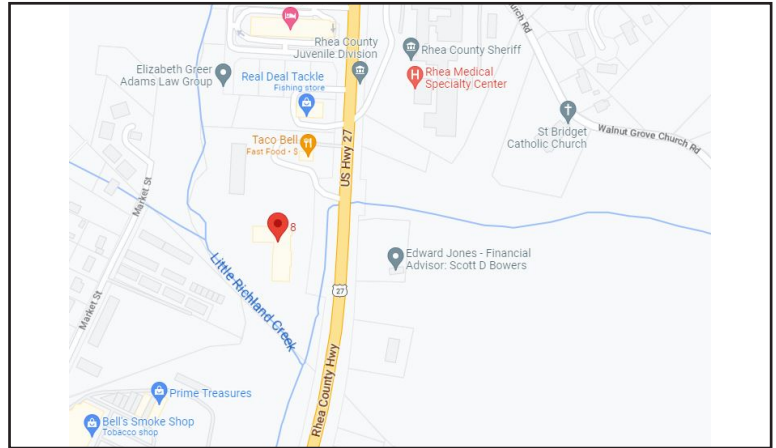 urch Rd
Rhea County
Juvenile Division
Rhea County Sheriff
Elizabeth Greer
Adams Law Group
Real Deal Tackle
Fishing store
H
Rhea Medical
Specialty Center
St Bridget
Catholic Church
Walnut Grove Church Rd
Taco Bell
Fast Food • $
US Hwy 27
Market St
8
Little Richland Creek
Edward Jones - Financial
Advisor: Scott D Bowers
27
Market St
Rhea County Hwy
Prime Treasures
Bell's Smoke Shop
Tobacco shop